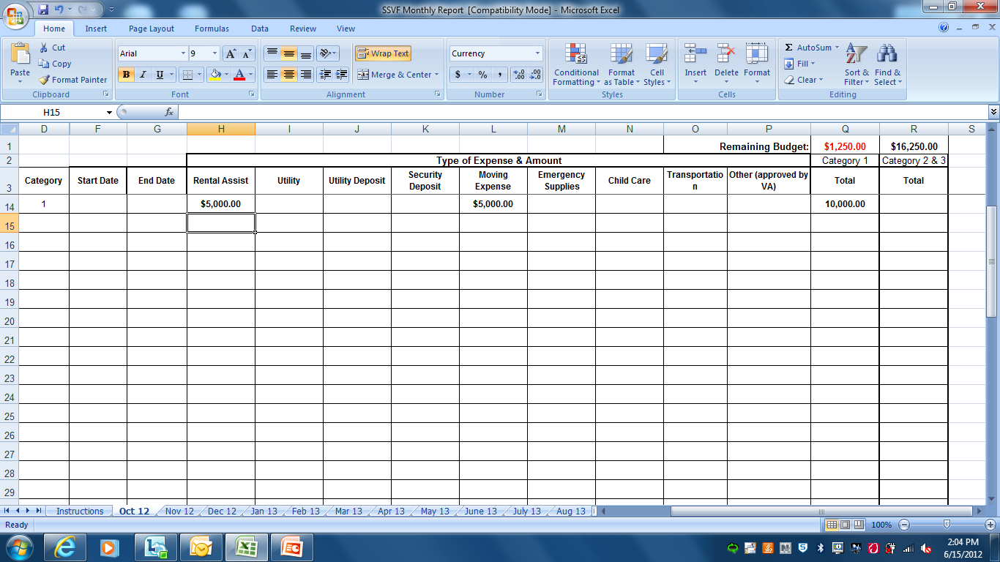 SSVF Monthly Report [Compatibility Mode] - Microsoft Excel
Home Insert Page Layout Formulas Data Review View
Paste Cut Copy Format Painter Clipboard
Arial 9 A A B I U A Font
Wrap Text Merge & Center Alignment
Currency $ % , .00 .0 Number
Conditional Formatting Format as Table Cell Styles Styles
Insert Delete Format Cells
Σ AutoSum Fill Clear Sort & Filter Find & Select Editing
H15 fx
D F G H I J K L M N O P Q R S
1 Remaining Budget: $1,250.00 $16,250.00
2 Type of Expense & Amount Category 1 Category 2 & 3
3 Category Start Date End Date Rental Assist Utility Utility Deposit Security Deposit Moving Expense Emergency Supplies Child Care Transportation Other (approved by VA) Total Total
14 1 $5,000.00 $5,000.00 10,000.00
15
16
17
18
19
20
21
22
23
24
25
26
27
28
29
Instructions Oct 12 Nov 12 Dec 12 Jan 13 Feb 13 Mar 13 Apr 13 May 13 June 13 July 13 Aug 13
Ready 100%
2:04 PM
6/15/2012